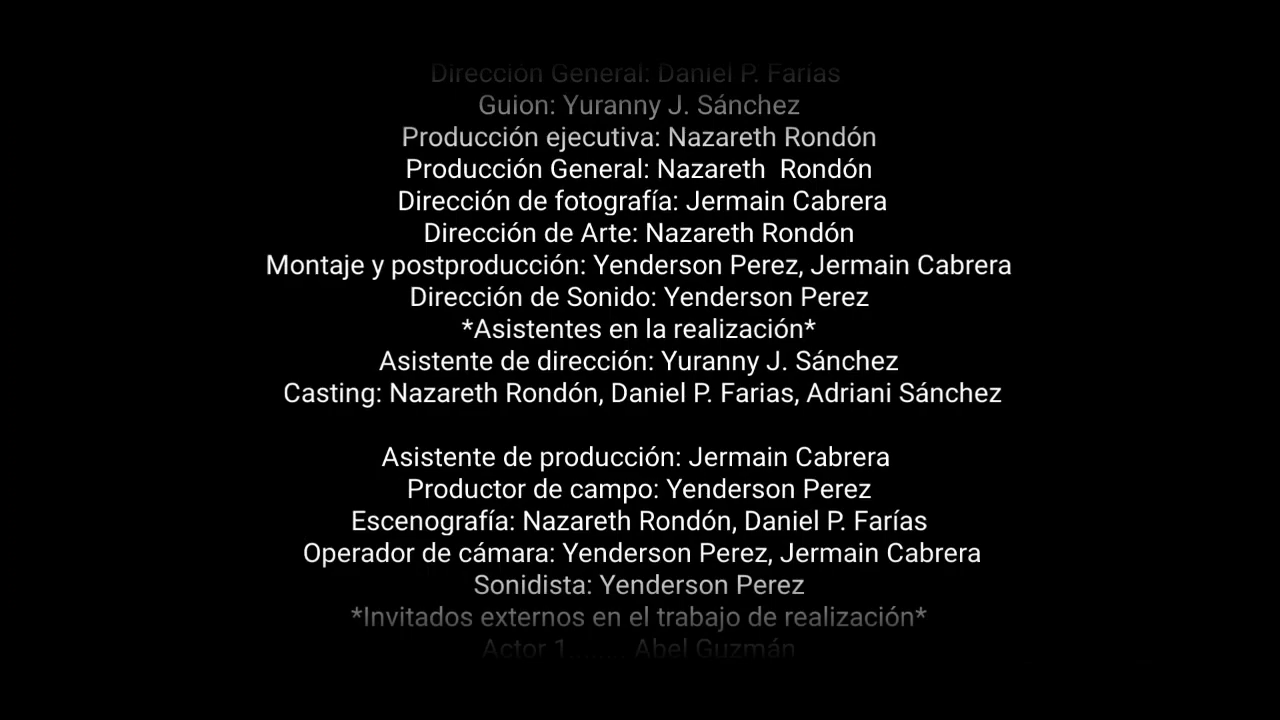 Dirección General: Daniel P. Farías
Guion: Yuranny J. Sánchez
Producción ejecutiva: Nazareth Rondón
Producción General: Nazareth  Rondón
Dirección de fotografía: Jermain Cabrera
Dirección de Arte: Nazareth Rondón
Montaje y postproducción: Yenderson Perez, Jermain Cabrera
Dirección de Sonido: Yenderson Perez
*Asistentes en la realización*
Asistente de dirección: Yuranny J. Sánchez
Casting: Nazareth Rondón, Daniel P. Farias, Adriani Sánchez
Asistente de producción: Jermain Cabrera
Productor de campo: Yenderson Perez
Escenografía: Nazareth Rondón, Daniel P. Farías
Operador de cámara: Yenderson Perez, Jermain Cabrera
Sonidista: Yenderson Perez
*Invitados externos en el trabajo de realización*
Actor 1........ Abel Guzmán